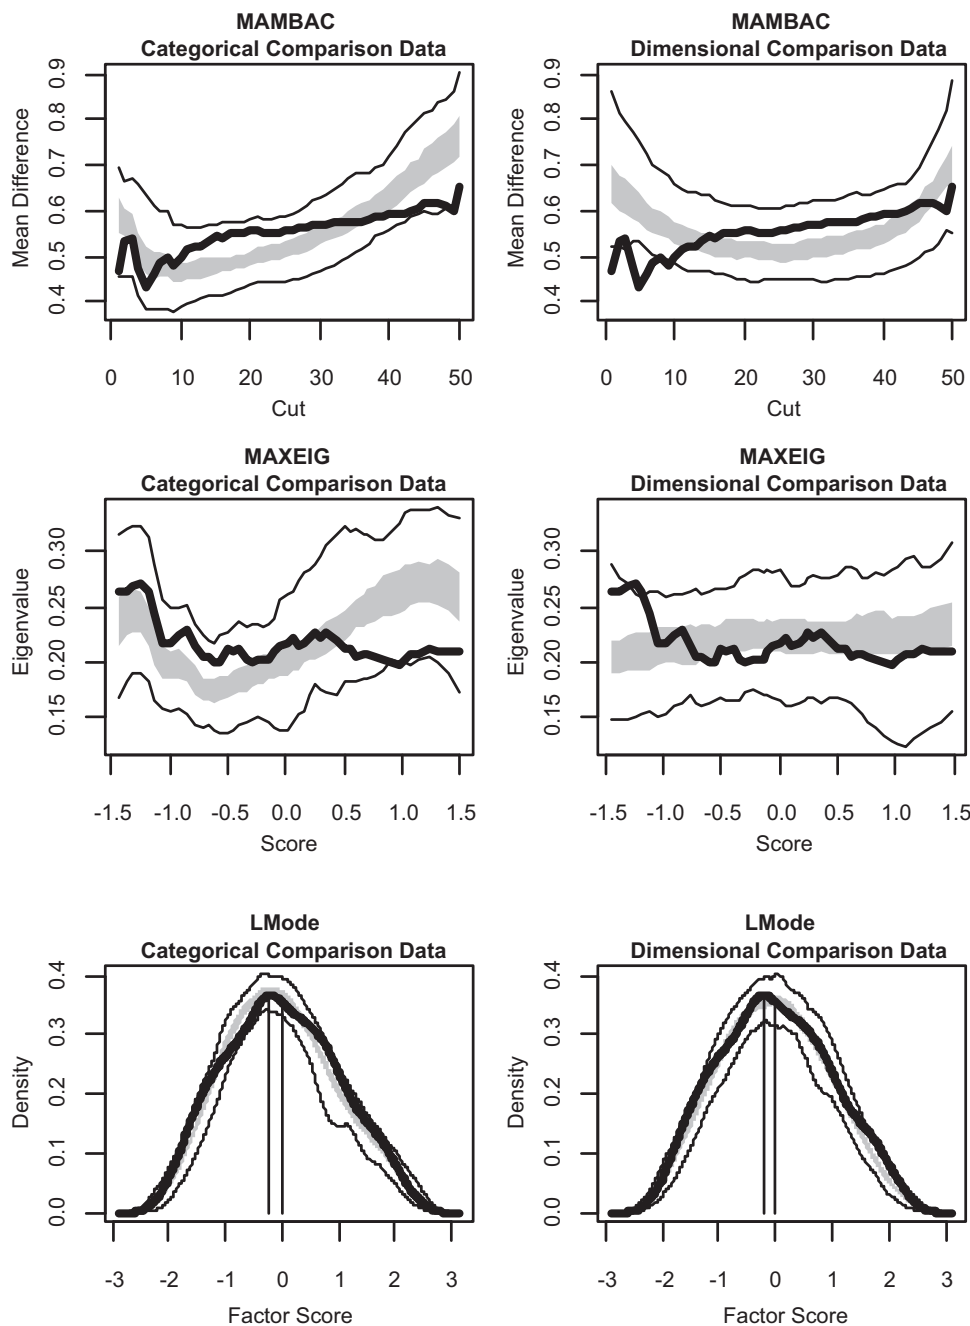 MAMBAC
Categorical Comparison Data
Mean Difference
0.9
0.8
0.7
0.6
0.5
0.4
0 10 20 30 40 50
Cut
MAMBAC
Dimensional Comparison Data
Mean Difference
0.9
0.8
0.7
0.6
0.5
0.4
0 10 20 30 40 50
Cut
MAXEIG
Categorical Comparison Data
Eigenvalue
0.30
0.25
0.20
0.15
-1.5 -1.0 -0.5 0.0 0.5 1.0 1.5
Score
MAXEIG
Dimensional Comparison Data
Eigenvalue
0.30
0.25
0.20
0.15
-1.5 -1.0 -0.5 0.0 0.5 1.0 1.5
Score
LMode
Categorical Comparison Data
Density
0.4
0.3
0.2
0.1
0.0
-3 -2 -1 0 1 2 3
Factor Score
LMode
Dimensional Comparison Data
Density
0.4
0.3
0.2
0.1
0.0
-3 -2 -1 0 1 2 3
Factor Score